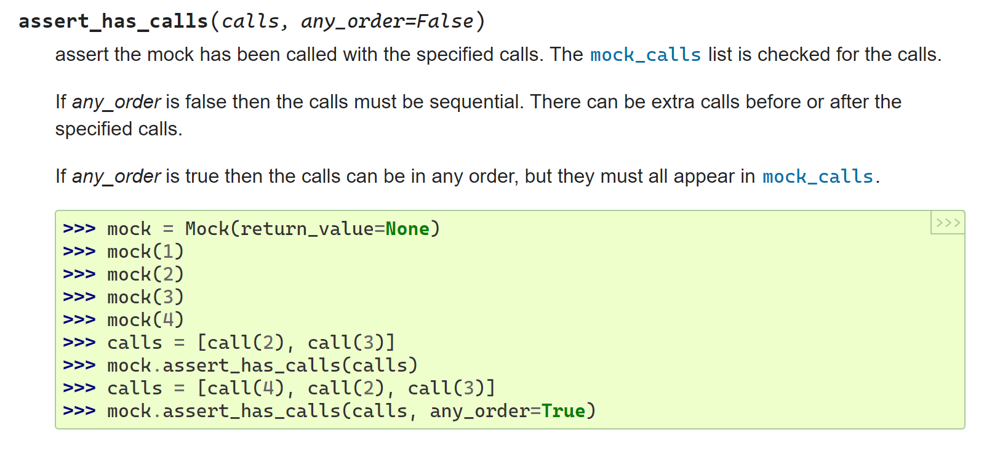 assert_has_calls(calls, any_order=False)
assert the mock has been called with the specified calls. The mock_calls list is checked for the calls.
If any_order is false then the calls must be sequential. There can be extra calls before or after the
specified calls.
If any_order is true then the calls can be in any order, but they must all appear in mock_calls.
>>>
>>> mock = Mock(return_value=None)
>>> mock(1)
>>> mock(2)
>>> mock(3)
>>> mock(4)
>>> calls = [call(2), call(3)]
>>> mock.assert_has_calls(calls)
>>> calls = [call(4), call(2), call(3)]
>>> mock.assert_has_calls(calls, any_order=True)